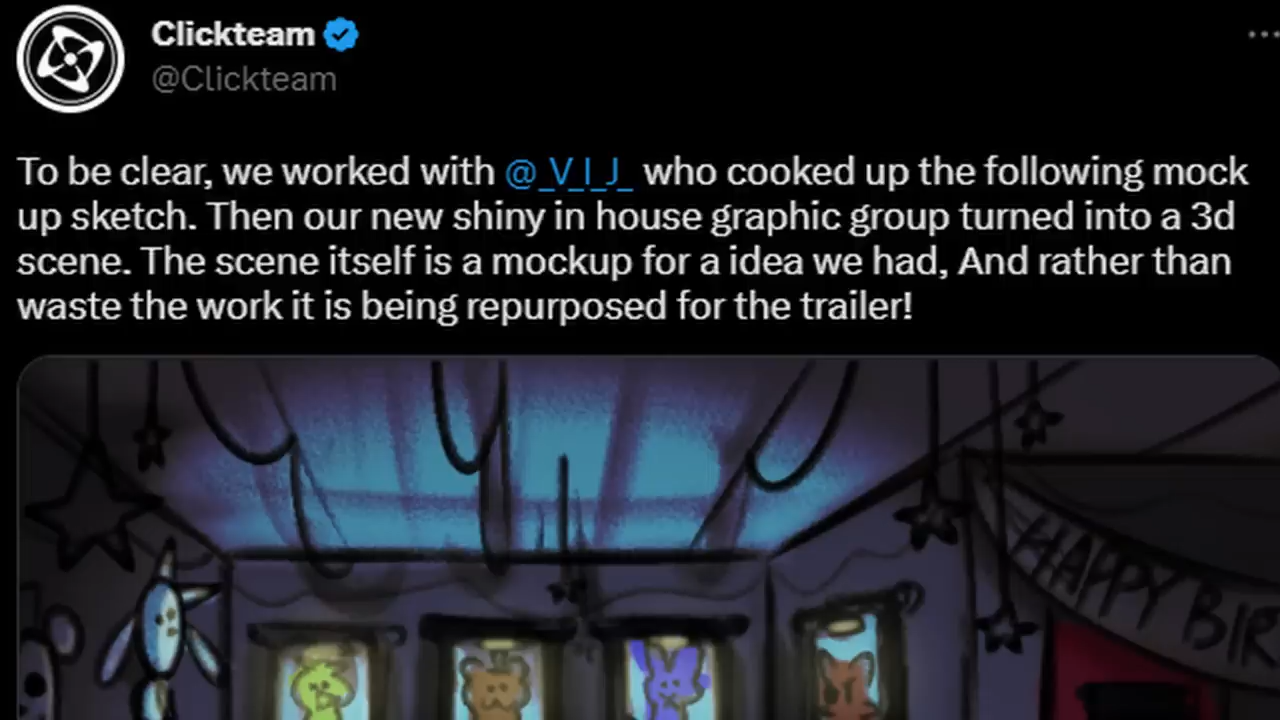 Clickteam
@Clickteam
To be clear, we worked with @_V_I_J_ who cooked up the following mock
up sketch. Then our new shiny in house graphic group turned into a 3d
scene. The scene itself is a mockup for a idea we had, And rather than
waste the work it is being repurposed for the trailer!
HAPPY BIR